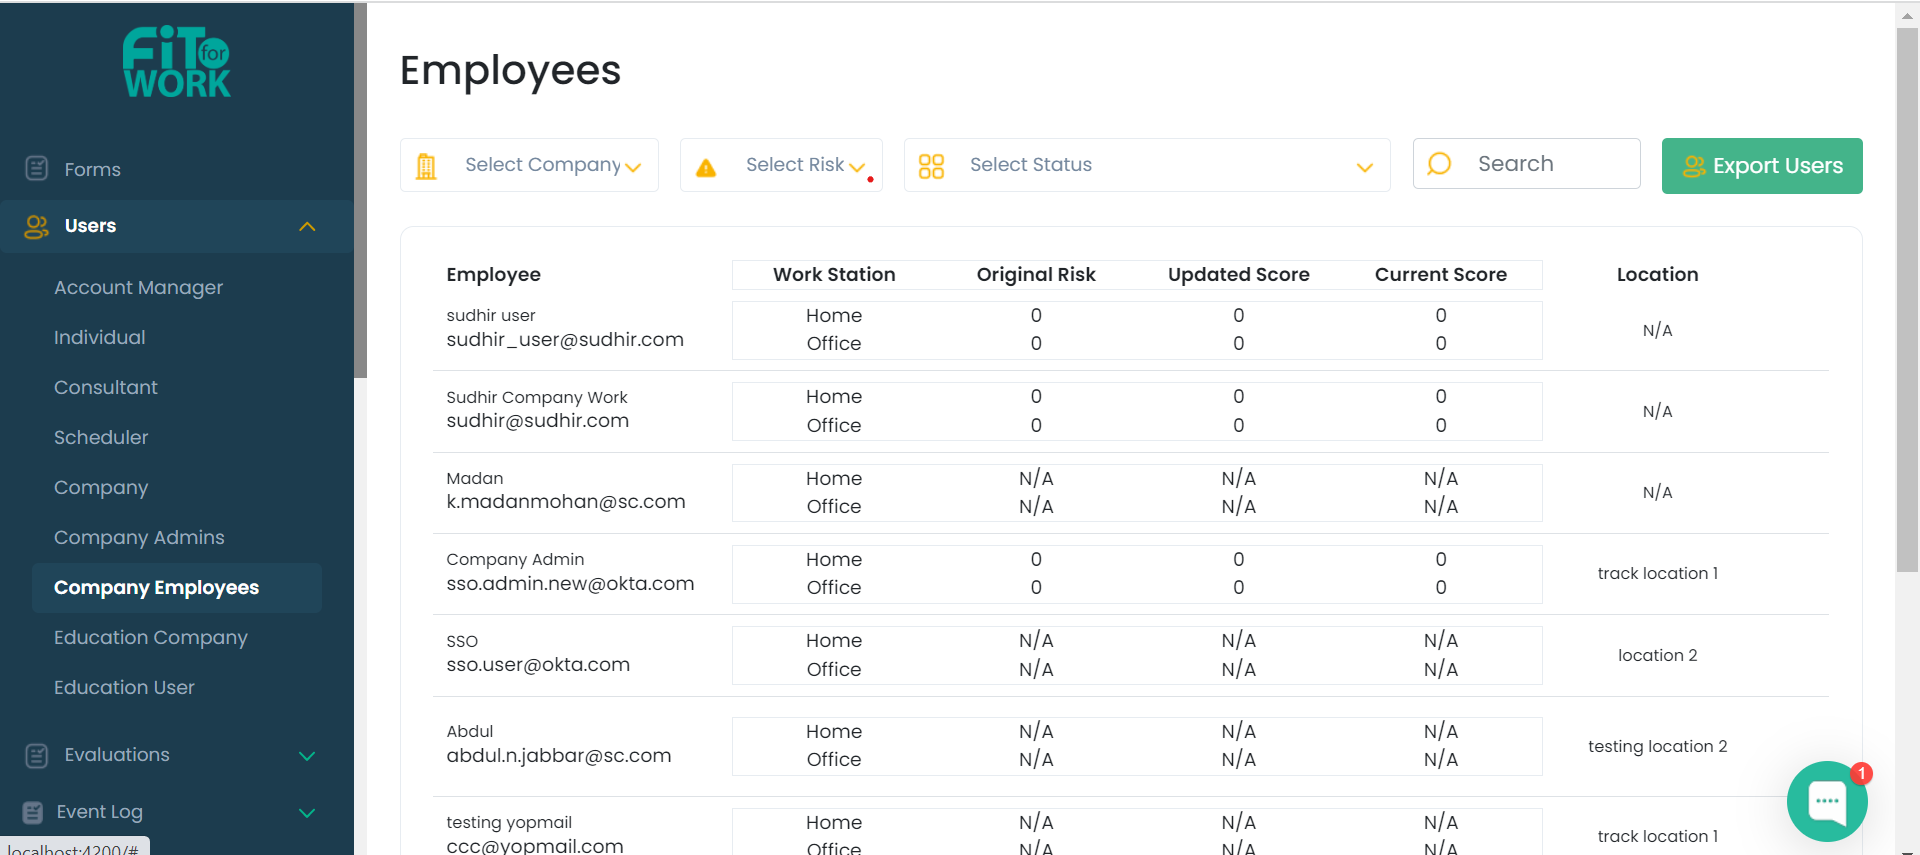 FiT for
WORK
Forms
Users
Account Manager
Individual
Consultant
Scheduler
Company
Company Admins
Company Employees
Education Company
Education User
Evaluations
Event Log
localhost:4200/#
Employees
Select Company
Select Risk
Select Status
Search
Export Users
Employee Work Station Original Risk Updated Score Current Score Location
sudhir user
sudhir_user@sudhir.com
Home 0 0 0
Office 0 0 0
N/A
Sudhir Company Work
sudhir@sudhir.com
Home 0 0 0
Office 0 0 0
N/A
Madan
k.madanmohan@sc.com
Home N/A N/A N/A
Office N/A N/A N/A
N/A
Company Admin
sso.admin.new@okta.com
Home 0 0 0
Office 0 0 0
track location 1
SSO
sso.user@okta.com
Home N/A N/A N/A
Office N/A N/A N/A
location 2
Abdul
abdul.n.jabbar@sc.com
Home N/A N/A N/A
Office N/A N/A N/A
testing location 2
testing yopmail
ccc@yopmail.com
Home N/A N/A N/A
Office N/A N/A N/A
track location 1
1